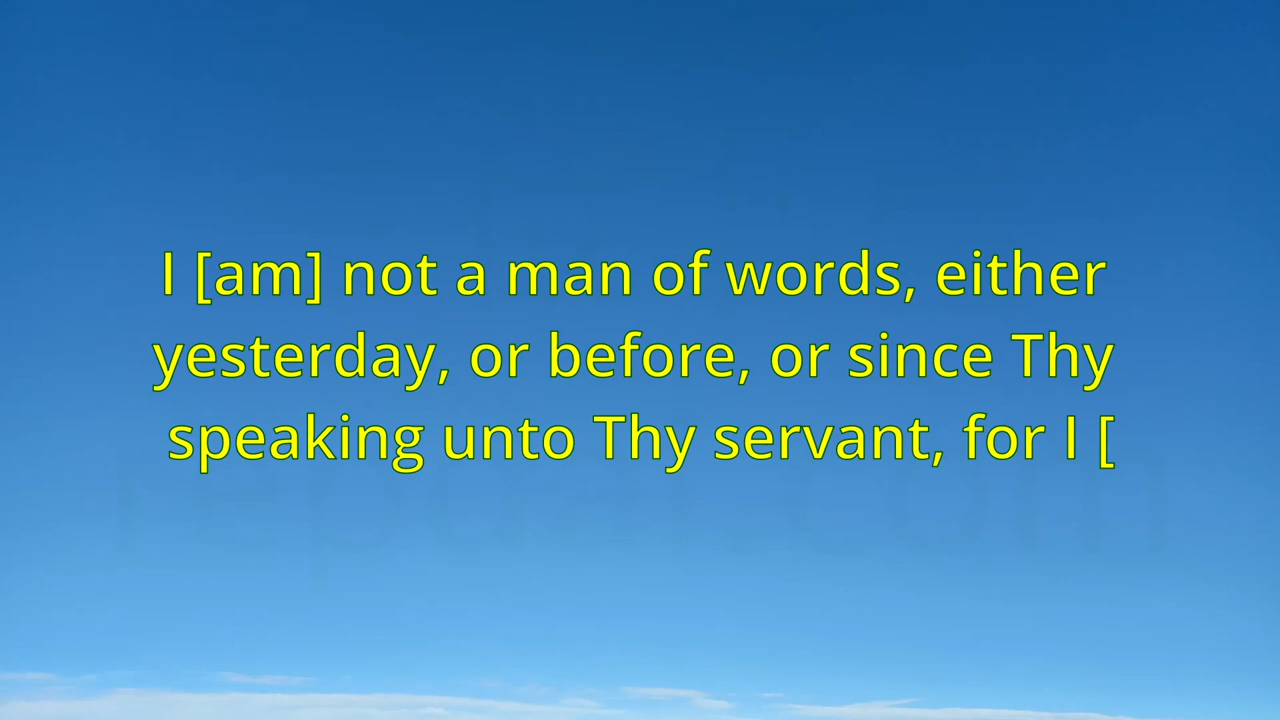 I [am] not a man of words, either
yesterday, or before, or since Thy
speaking unto Thy servant, for I [